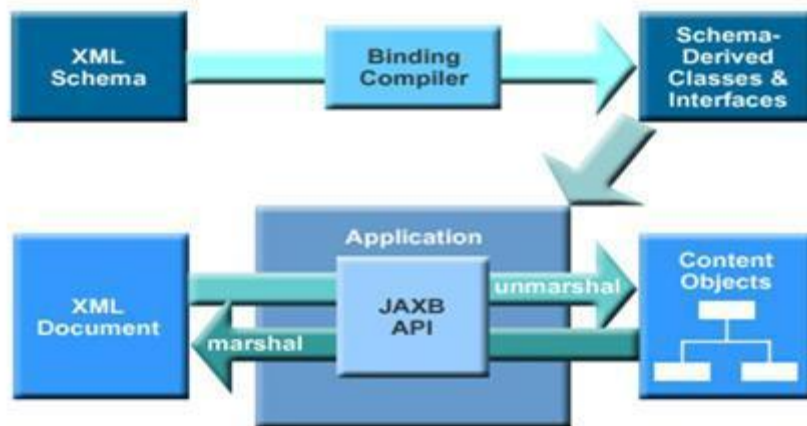 XML
Schema
Binding
Compiler
Schema-
Derived
Classes &
Interfaces
Application
XML
Document
JAXB
API
unmarshal
marshal
Content
Objects